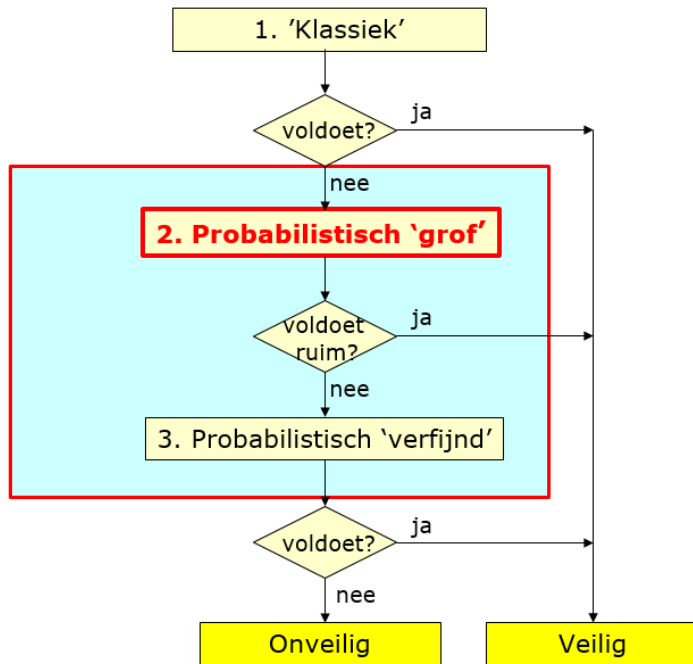 1. ’Klassiek’
voldoet?
ja
nee
2. Probabilistisch ‘grof’
voldoet
ruim?
ja
nee
3. Probabilistisch ‘verfijnd’
voldoet?
ja
nee
Onveilig
Veilig